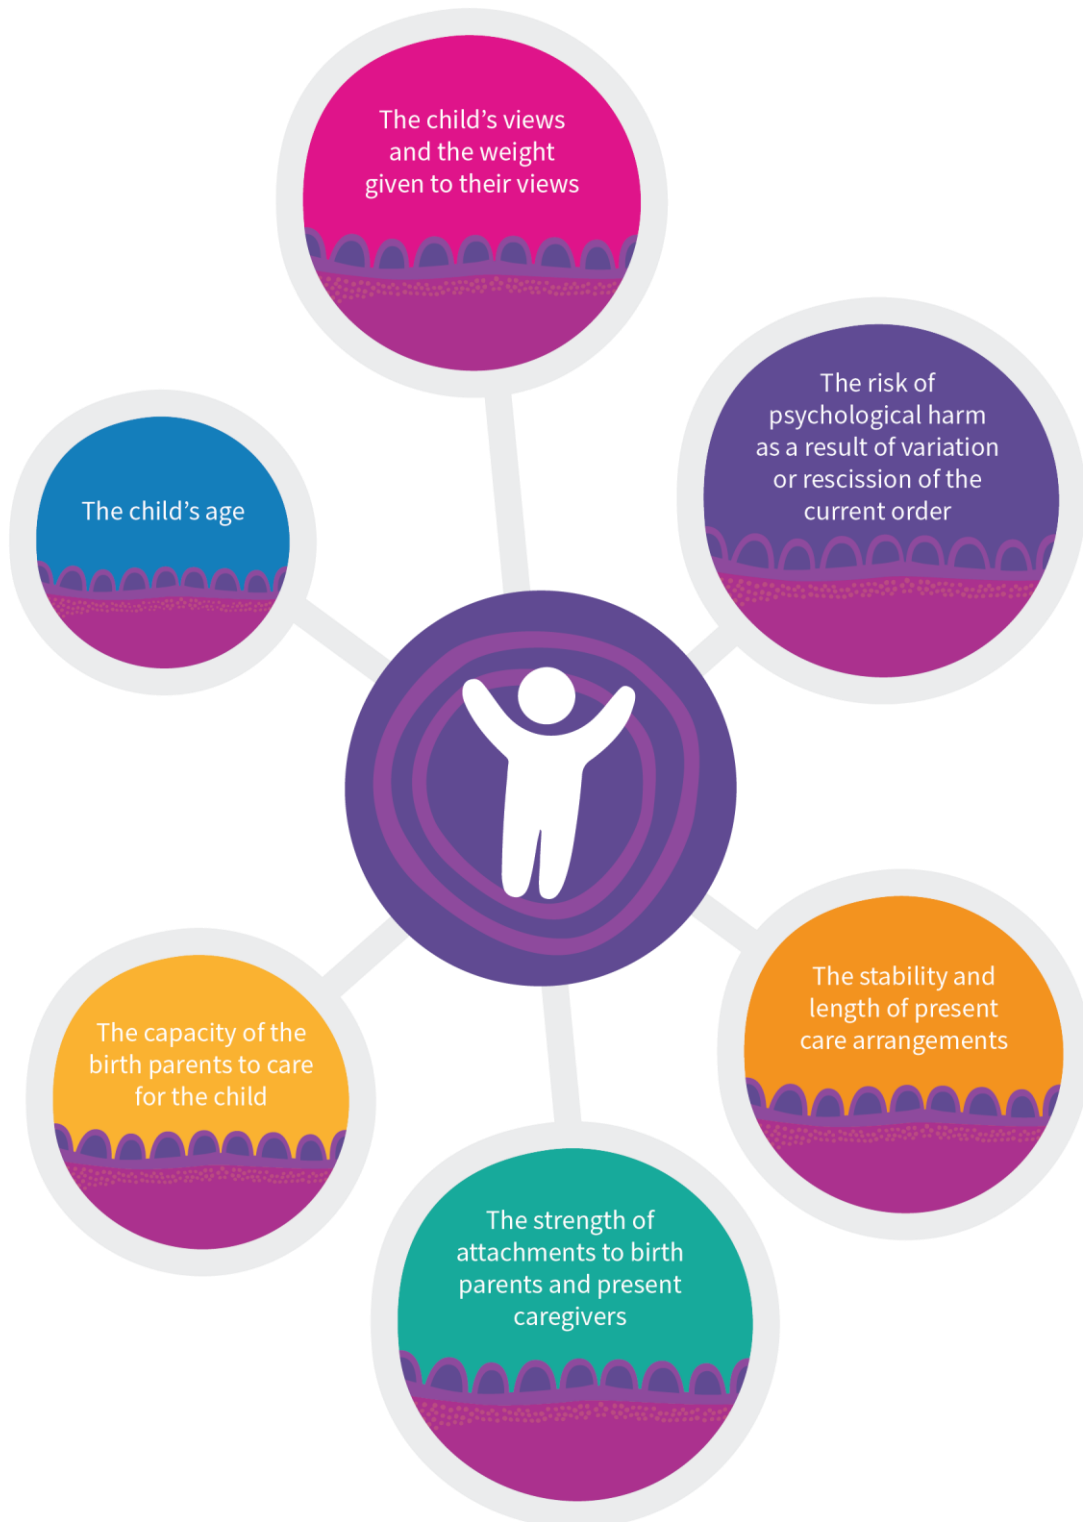 The child’s views
and the weight
given to their views
The risk of
psychological harm
as a result of variation
or rescission of the
current order
The child’s age
The stability and
length of present
care arrangements
The capacity of the
birth parents to care
for the child
The strength of
attachments to birth
parents and present
caregivers